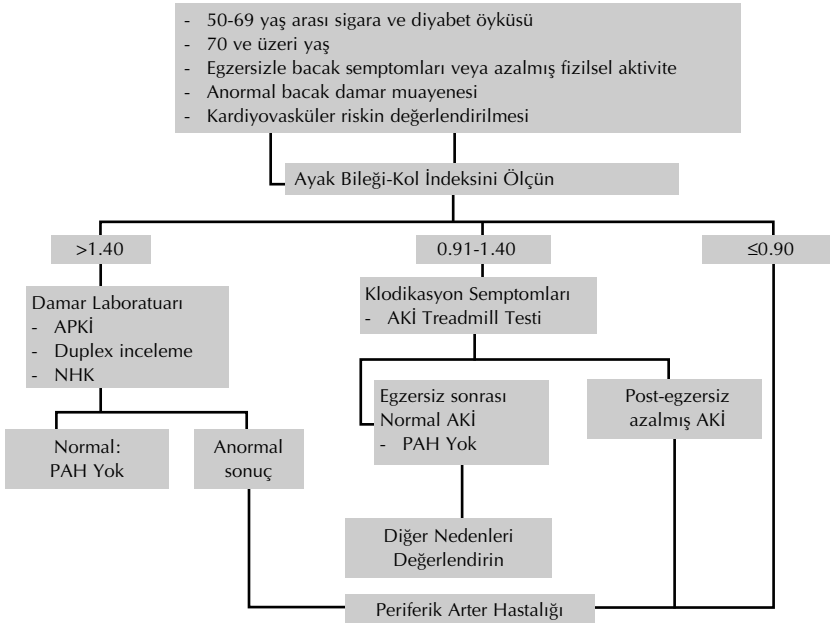 - 50-69 yaş arası sigara ve diyabet öyküsü
- 70 ve üzeri yaş
- Egzersizle bacak semptomları veya azalmış fizilsel aktivite
- Anormal bacak damar muayenesi
- Kardiyovasküler riskin değerlendirilmesi
Ayak Bileği-Kol İndeksini Ölçün
>1.40
0.91-1.40
≤0.90
Damar Laboratuarı
- APKİ
- Duplex inceleme
- NHK
Klodikasyon Semptomları
- AKİ Treadmill Testi
Normal:
PAH Yok
Anormal
sonuç
Egzersiz sonrası
Normal AKİ
- PAH Yok
Post-egzersiz
azalmış AKİ
Diğer Nedenleri
Değerlendirin
Periferik Arter Hastalığı